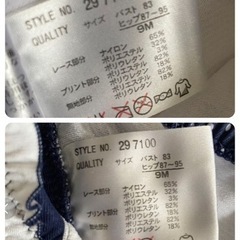 STYLE NO. 297
QUALITY サイズ バスト 83
ヒップ87~95
9M
レース部分 ナイロン 65%
ポリエステル 32%
ポリウレタン 3%
プリント部分 ポリエステル 82%
ポリウレタン 18%
無地部分 ポリエステル 82%
ポリウレタン 18%
STYLE NO. 297100
QUALITY サイズ バスト 83
ヒップ87~95
9M
レース部分 ナイロン 65%
ポリエステル 32%
ポリウレタン 3%
プリント部分 ポリエステル 82%
ポリウレタン 18%
無地部分 ポリエステル 82%
ポリウレタン 18%